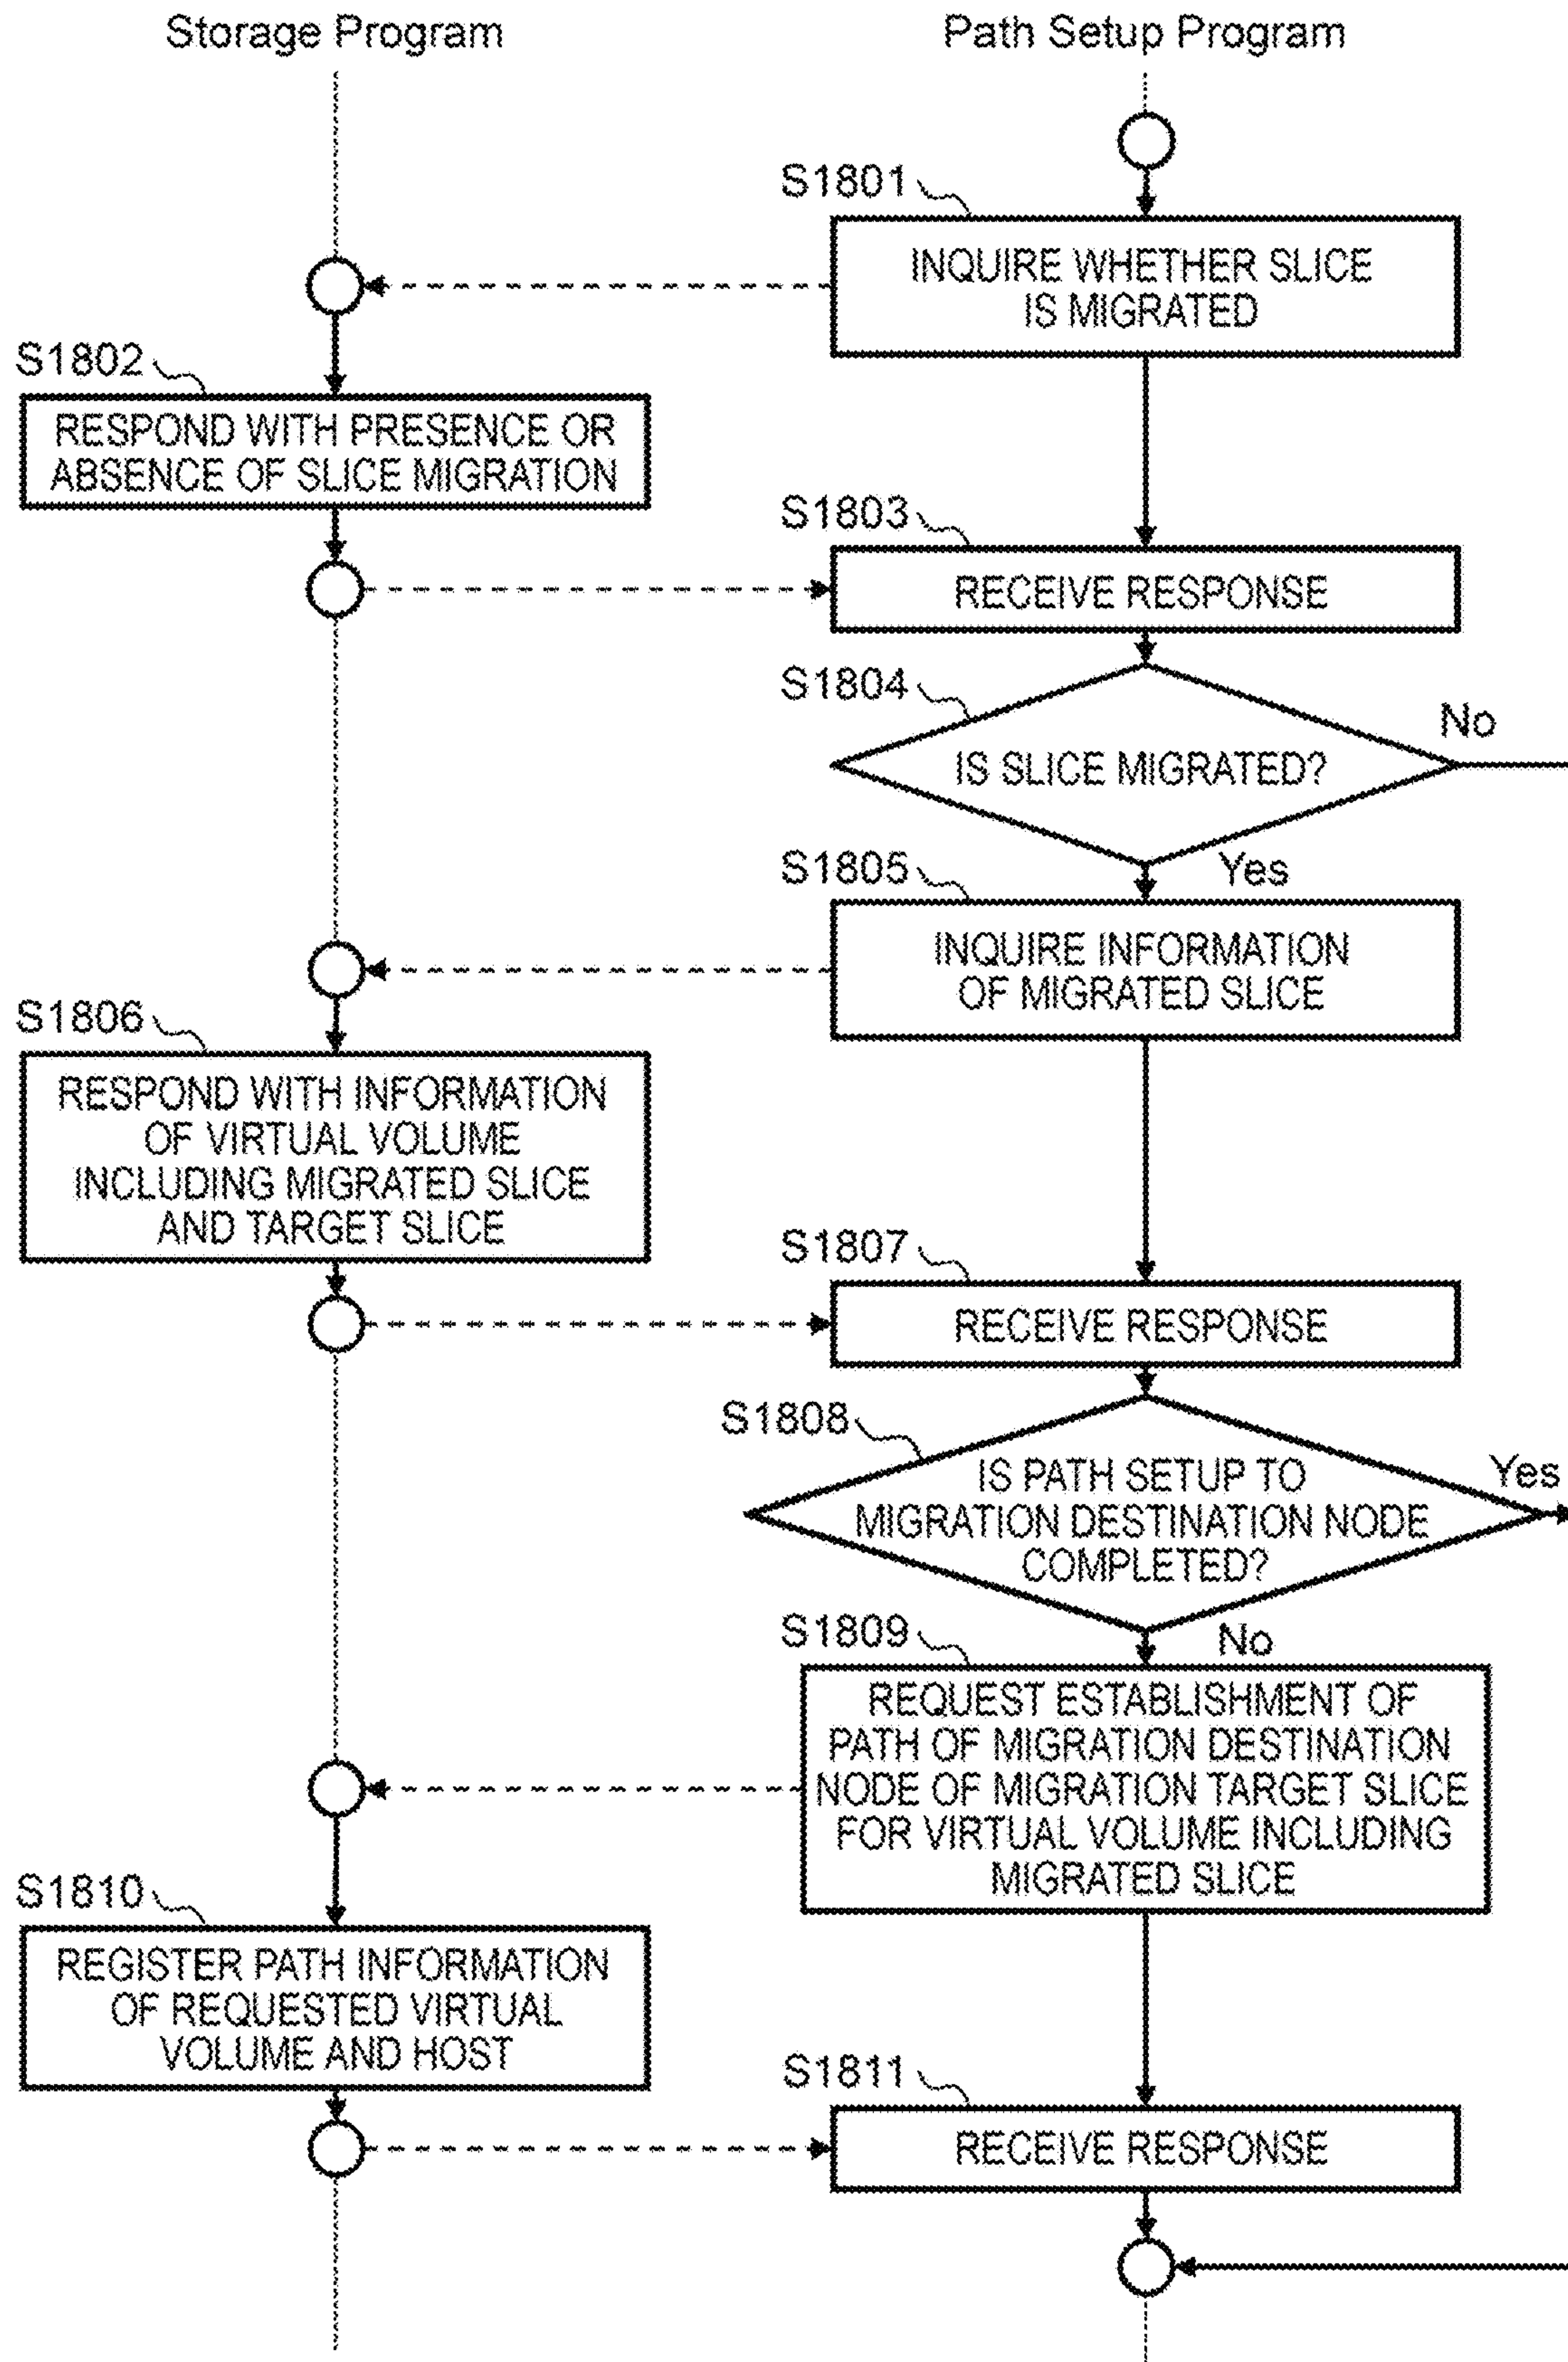 Storage Program
Path Setup Program
S1801
INQUIRE WHETHER SLICE
IS MIGRATED
S1802
RESPOND WITH PRESENCE OR
ABSENCE OF SLICE MIGRATION
S1803
RECEIVE RESPONSE
S1804
No
IS SLICE MIGRATED?
S1805
Yes
INQUIRE INFORMATION
OF MIGRATED SLICE
S1806
RESPOND WITH INFORMATION
OF VIRTUAL VOLUME
INCLUDING MIGRATED SLICE
AND TARGET SLICE
S1807
RECEIVE RESPONSE
S1808
Yes
IS PATH SETUP TO
MIGRATION DESTINATION NODE
COMPLETED?
S1809
No
REQUEST ESTABLISHMENT OF
PATH OF MIGRATION DESTINATION
NODE OF MIGRATION TARGET SLICE
FOR VIRTUAL VOLUME INCLUDING
MIGRATED SLICE
S1810
REGISTER PATH INFORMATION
OF REQUESTED VIRTUAL
VOLUME AND HOST
S1811
RECEIVE RESPONSE